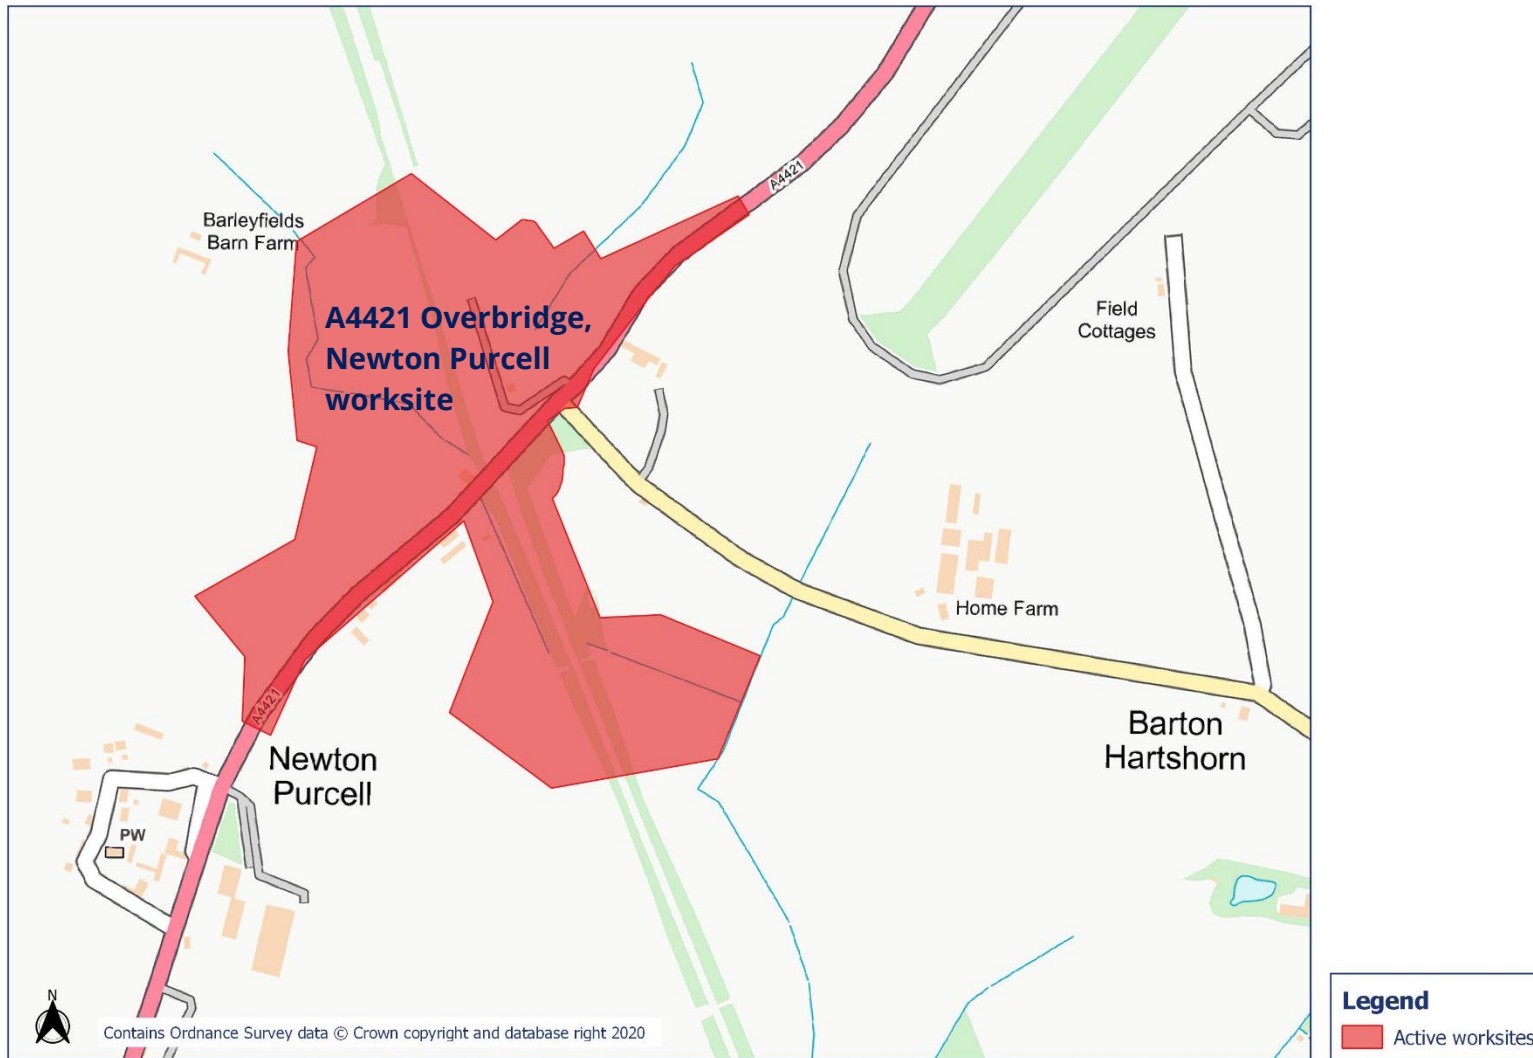 A4421
Barleyfields
Barn Farm
A4421 Overbridge,
Newton Purcell
worksite
Field
Cottages
Home Farm
A4421
Barton
Hartshorn
Newton
Purcell
PW
N
Contains Ordnance Survey data © Crown copyright and database right 2020
Legend
Active worksites